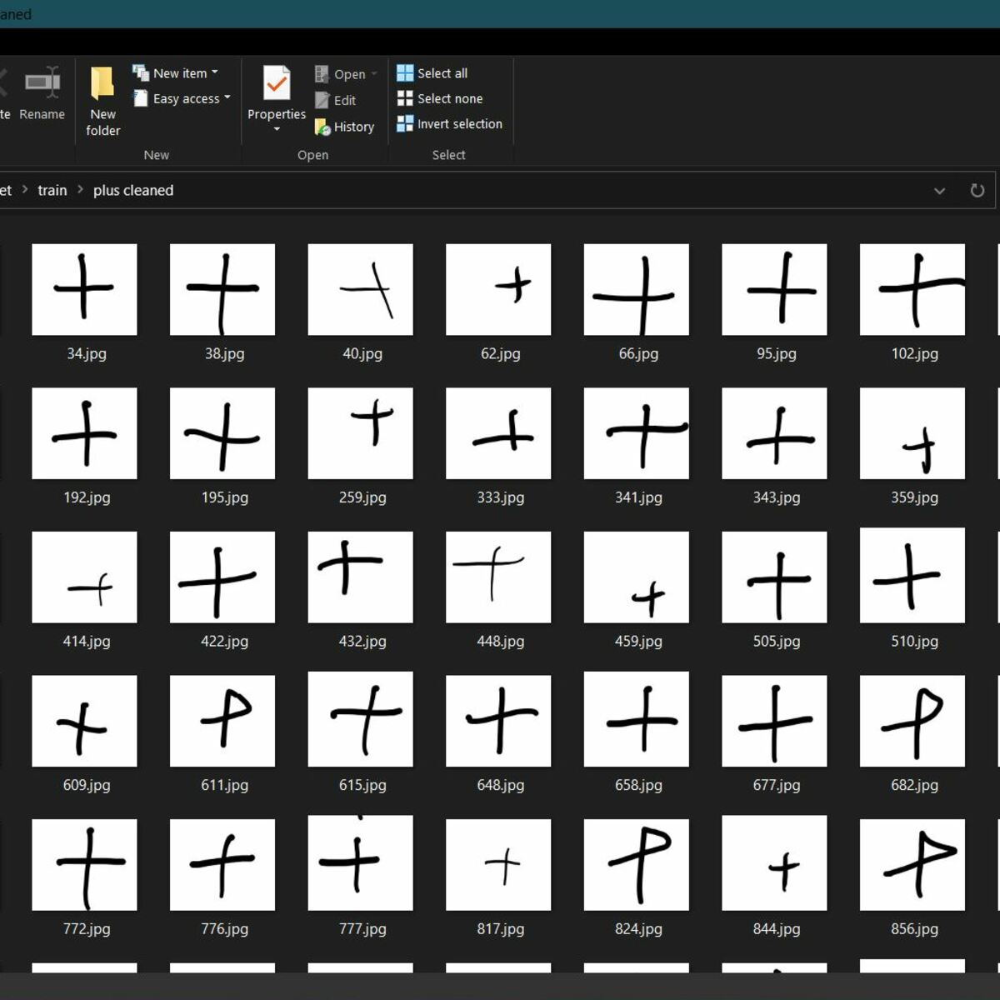 aned
te Rename New folder New item Easy access Properties Open Edit History Select all Select none Invert selection
New Open Select
et > train > plus cleaned
34.jpg 38.jpg 40.jpg 62.jpg 66.jpg 95.jpg 102.jpg
192.jpg 195.jpg 259.jpg 333.jpg 341.jpg 343.jpg 359.jpg
414.jpg 422.jpg 432.jpg 448.jpg 459.jpg 505.jpg 510.jpg
609.jpg 611.jpg 615.jpg 648.jpg 658.jpg 677.jpg 682.jpg
772.jpg 776.jpg 777.jpg 817.jpg 824.jpg 844.jpg 856.jpg